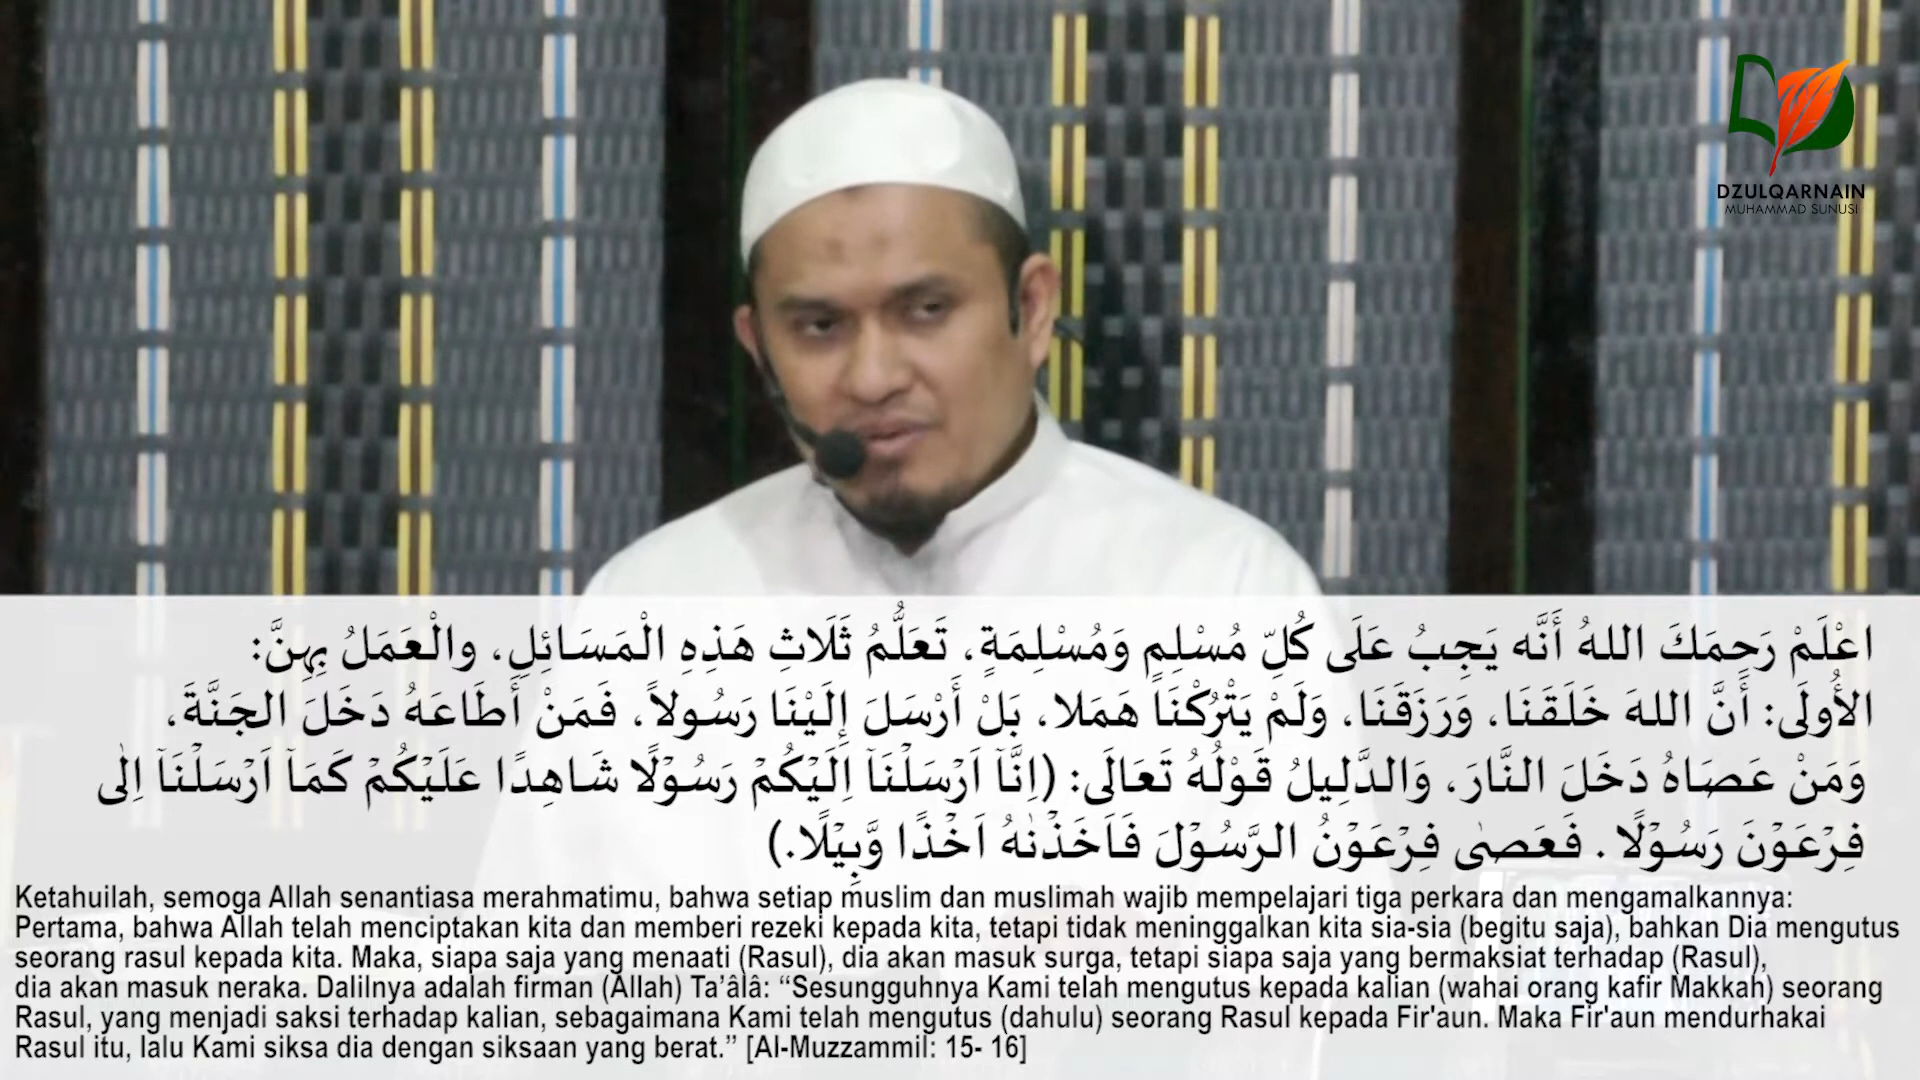 DZULQARNAIN
MUHAMMAD SUNUSI
اعْلَمْ رَحِمَكَ اللهُ أَنَّه يَجِبُ عَلَى كُلِّ مُسْلِمٍ وَمُسْلِمَةٍ، تَعَلُّمُ ثَلَاثِ هَذِهِ الْمَسَائِلِ، والْعَمَلُ بِهِنَّ:
الأُولَى: أَنَّ اللهَ خَلَقَنَا، وَرَزَقَنَا، وَلَمْ يَتْرُكْنَا هَمَلا، بَلْ أَرْسَلَ إِلَيْنَا رَسُولاً، فَمَنْ أَطَاعَهُ دَخَلَ الجَنَّةَ،
وَمَنْ عَصَاهُ دَخَلَ النَّارَ، وَالدَّلِيلُ قَوْلُهُ تَعَالَى: (اِنَّآ اَرْسَلْنَآ اِلَيْكُمْ رَسُوْلًا شَاهِدًا عَلَيْكُمْ كَمَآ اَرْسَلْنَآ اِلٰى
فِرْعَوْنَ رَسُوْلًا . فَعَصٰى فِرْعَوْنُ الرَّسُوْلَ فَاَخَذْنٰهُ اَخْذًا وَّبِيْلًا.)
Ketahuilah, semoga Allah senantiasa merahmatimu, bahwa setiap muslim dan muslimah wajib mempelajari tiga perkara dan mengamalkannya:
Pertama, bahwa Allah telah menciptakan kita dan memberi rezeki kepada kita, tetapi tidak meninggalkan kita sia-sia (begitu saja), bahkan Dia mengutus
seorang rasul kepada kita. Maka, siapa saja yang menaati (Rasul), dia akan masuk surga, tetapi siapa saja yang bermaksiat terhadap (Rasul),
dia akan masuk neraka. Dalilnya adalah firman (Allah) Ta’âlâ: “Sesungguhnya Kami telah mengutus kepada kalian (wahai orang kafir Makkah) seorang
Rasul, yang menjadi saksi terhadap kalian, sebagaimana Kami telah mengutus (dahulu) seorang Rasul kepada Fir'aun. Maka Fir'aun mendurhakai
Rasul itu, lalu Kami siksa dia dengan siksaan yang berat.” [Al-Muzzammil: 15- 16]